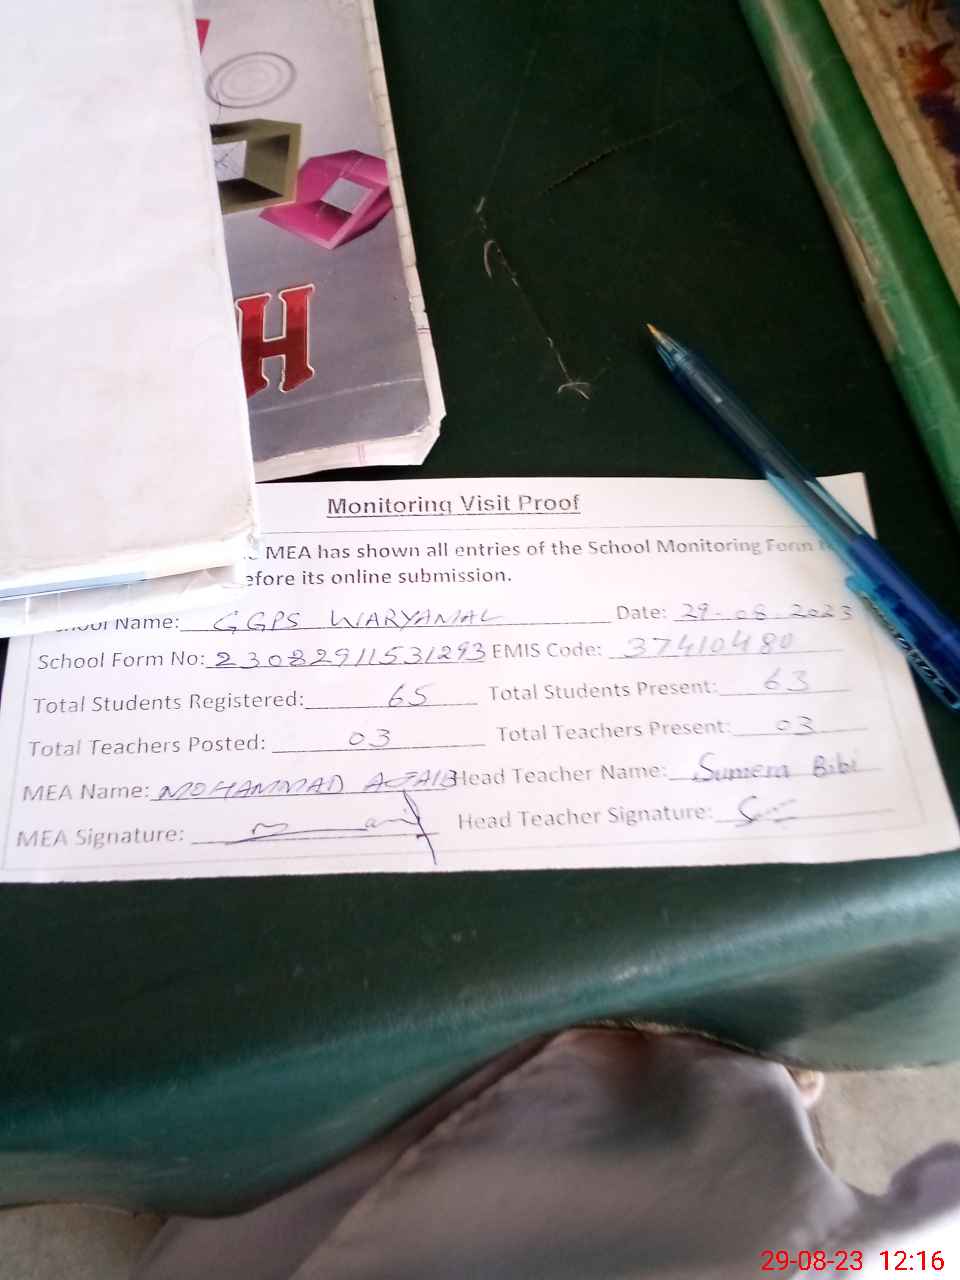 H
Monitoring Visit Proof
MEA has shown all entries of the School Monitoring Form
efore its online submission.
Name: GGPS WARYAMAL Date: 29-08-2023
School Form No: 23082911531293 EMIS Code: 37410480
Total Students Registered: 65 Total Students Present: 63
Total Teachers Posted: 03 Total Teachers Present: 03
MEA Name: MOHAMMAD AJAIB Head Teacher Name: Sumera Bibi
MEA Signature: Head Teacher Signature:
29-08-23 12:16